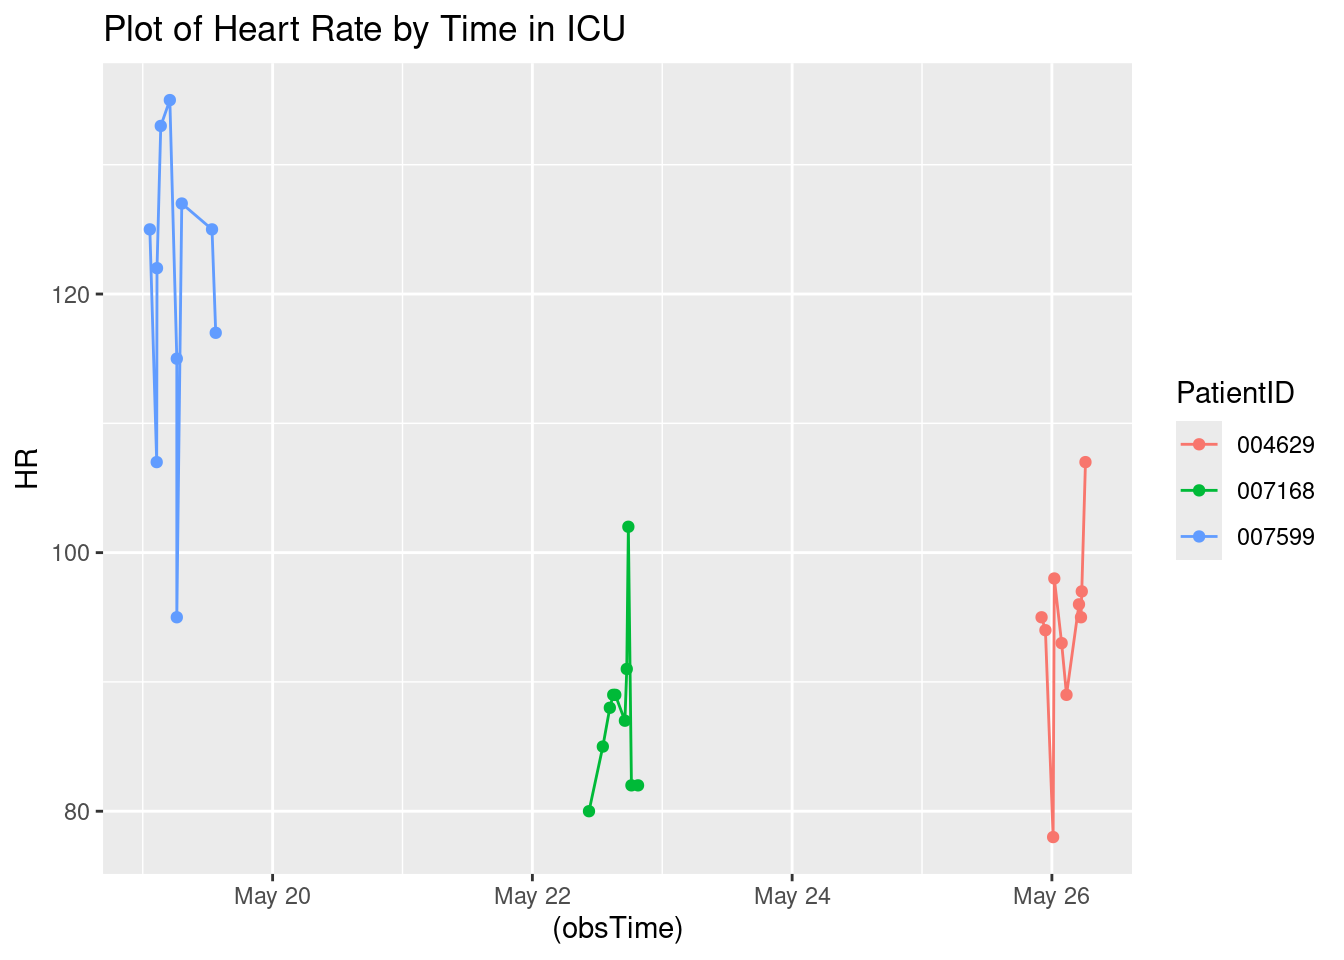 Plot of Heart Rate by Time in ICU
HR
120
100
80
May 20
May 22
May 24
May 26
(obsTime)
PatientID
004629
007168
007599